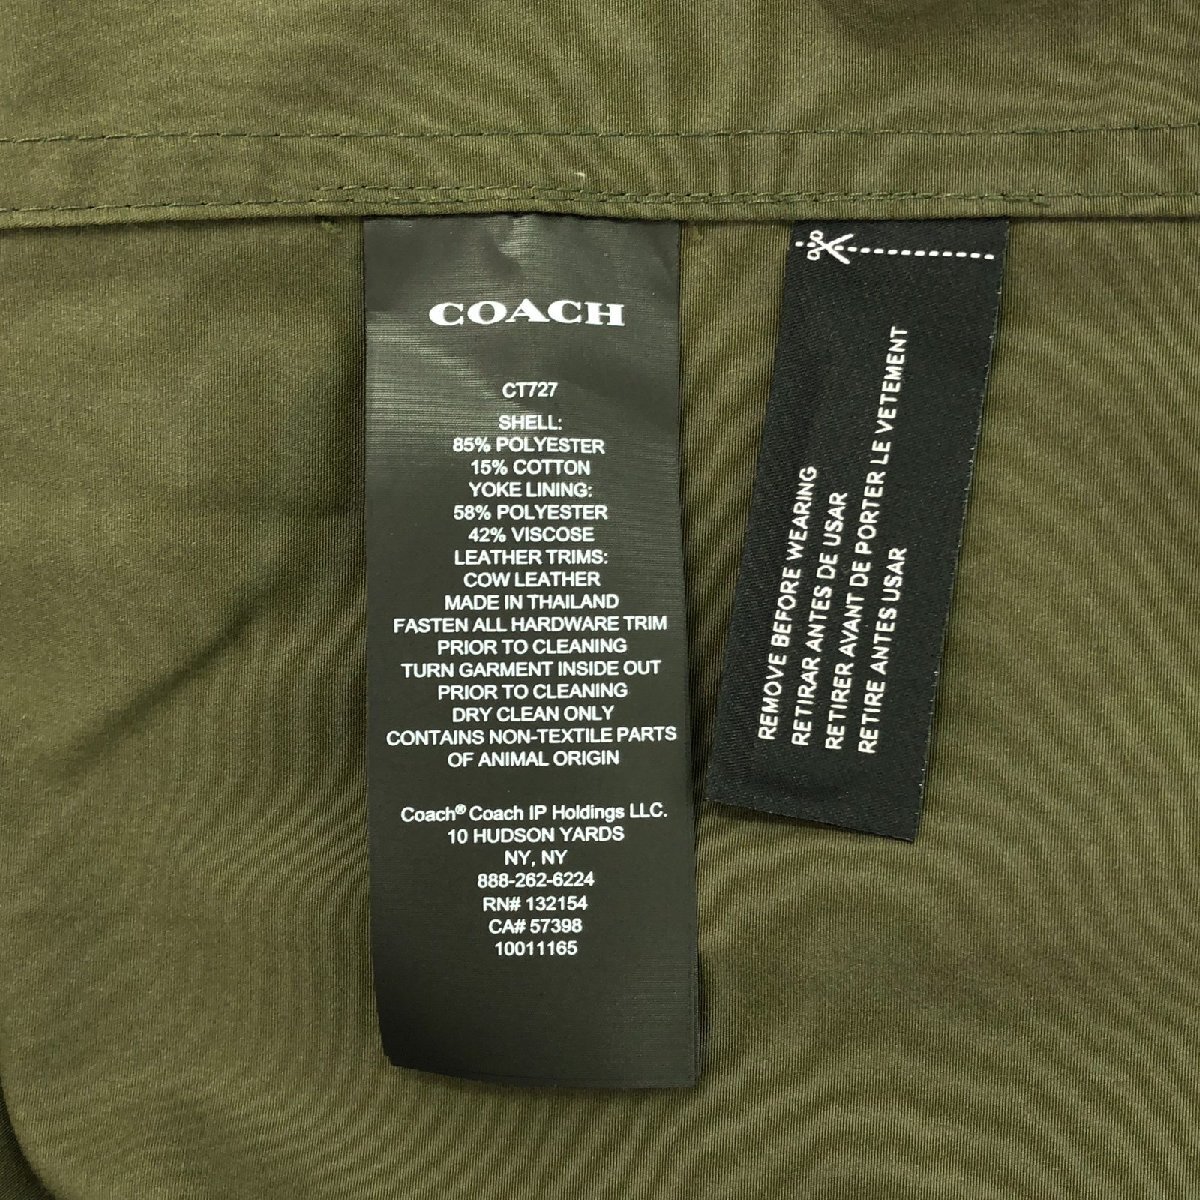 COACH
CT727
SHELL:
85% POLYESTER
15% COTTON
YOKE LINING:
58% POLYESTER
42% VISCOSE
LEATHER TRIMS:
COW LEATHER
MADE IN THAILAND
FASTEN ALL HARDWARE TRIM
PRIOR TO CLEANING
TURN GARMENT INSIDE OUT
PRIOR TO CLEANING
DRY CLEAN ONLY
CONTAINS NON-TEXTILE PARTS
OF ANIMAL ORIGIN
Coach® Coach IP Holdings LLC.
10 HUDSON YARDS
NY, NY
888-262-6224
RN# 132154
CA# 57398
10011165
REMOVE BEFORE WEARING
RETIRAR ANTES DE USAR
RETIRER AVANT DE PORTER LE VETEMENT
RETIRE ANTES USAR